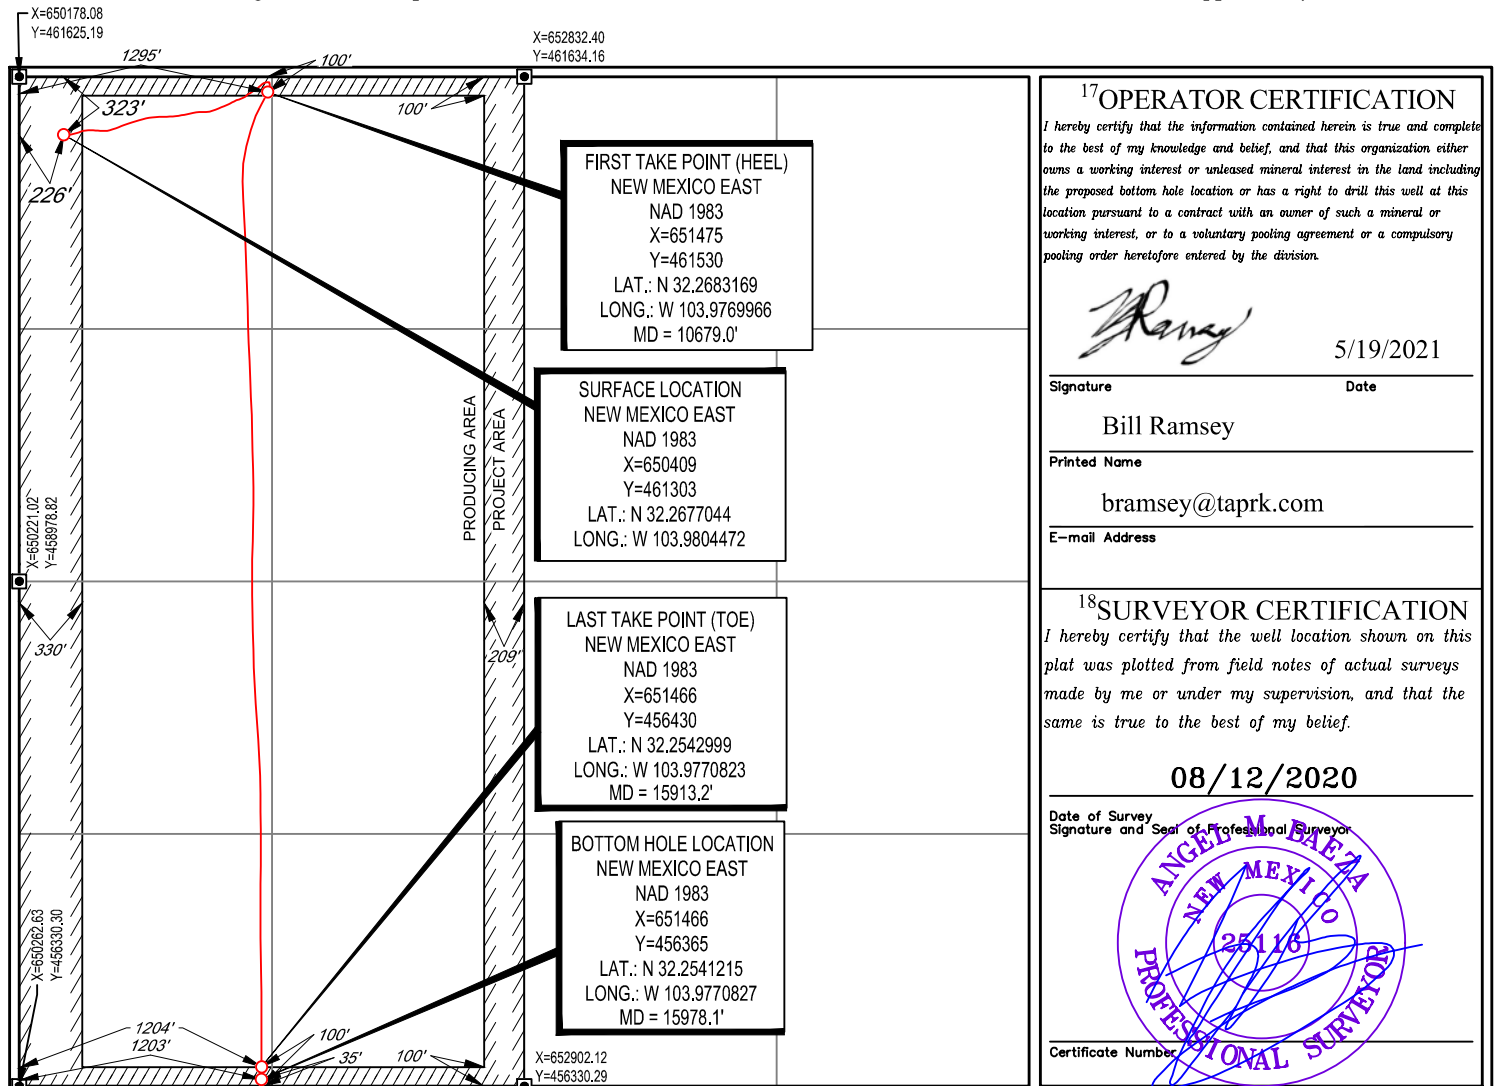 X=650178.08
Y=461625.19
X=652832.40
Y=461634.16
1295'
100'
323'
100'
226'
FIRST TAKE POINT (HEEL)
NEW MEXICO EAST
NAD 1983
X=651475
Y=461530
LAT.: N 32.2683169
LONG.: W 103.9769966
MD = 10679.0'
SURFACE LOCATION
NEW MEXICO EAST
NAD 1983
X=650409
Y=461303
LAT.: N 32.2677044
LONG.: W 103.9804472
PRODUCING AREA
PROJECT AREA
X=650221.02
Y=458978.82
330'
209'
LAST TAKE POINT (TOE)
NEW MEXICO EAST
NAD 1983
X=651466
Y=456430
LAT.: N 32.2542999
LONG.: W 103.9770823
MD = 15913.2'
BOTTOM HOLE LOCATION
NEW MEXICO EAST
NAD 1983
X=651466
Y=456365
LAT.: N 32.2541215
LONG.: W 103.9770827
MD = 15978.1'
X=650262.63
Y=456330.30
1204'
1203'
100'
35'
100'
X=652902.12
Y=456330.29
17 OPERATOR CERTIFICATION
I hereby certify that the information contained herein is true and complete
to the best of my knowledge and belief, and that this organization either
owns a working interest or unleased mineral interest in the land including
the proposed bottom hole location or has a right to drill this well at this
location pursuant to a contract with an owner of such a mineral or
working interest, or to a voluntary pooling agreement or a compulsory
pooling order heretofore entered by the division.
5/19/2021
Signature Date
Bill Ramsey
Printed Name
bramsey@taprk.com
E-mail Address
18 SURVEYOR CERTIFICATION
I hereby certify that the well location shown on this
plat was plotted from field notes of actual surveys
made by me or under my supervision, and that the
same is true to the best of my belief.
08/12/2020
Date of Survey
Signature and Seal of Professional Surveyor
ANGEL M. BAEZA
NEW MEXICO
25116
PROFESSIONAL SURVEYOR
Certificate Number